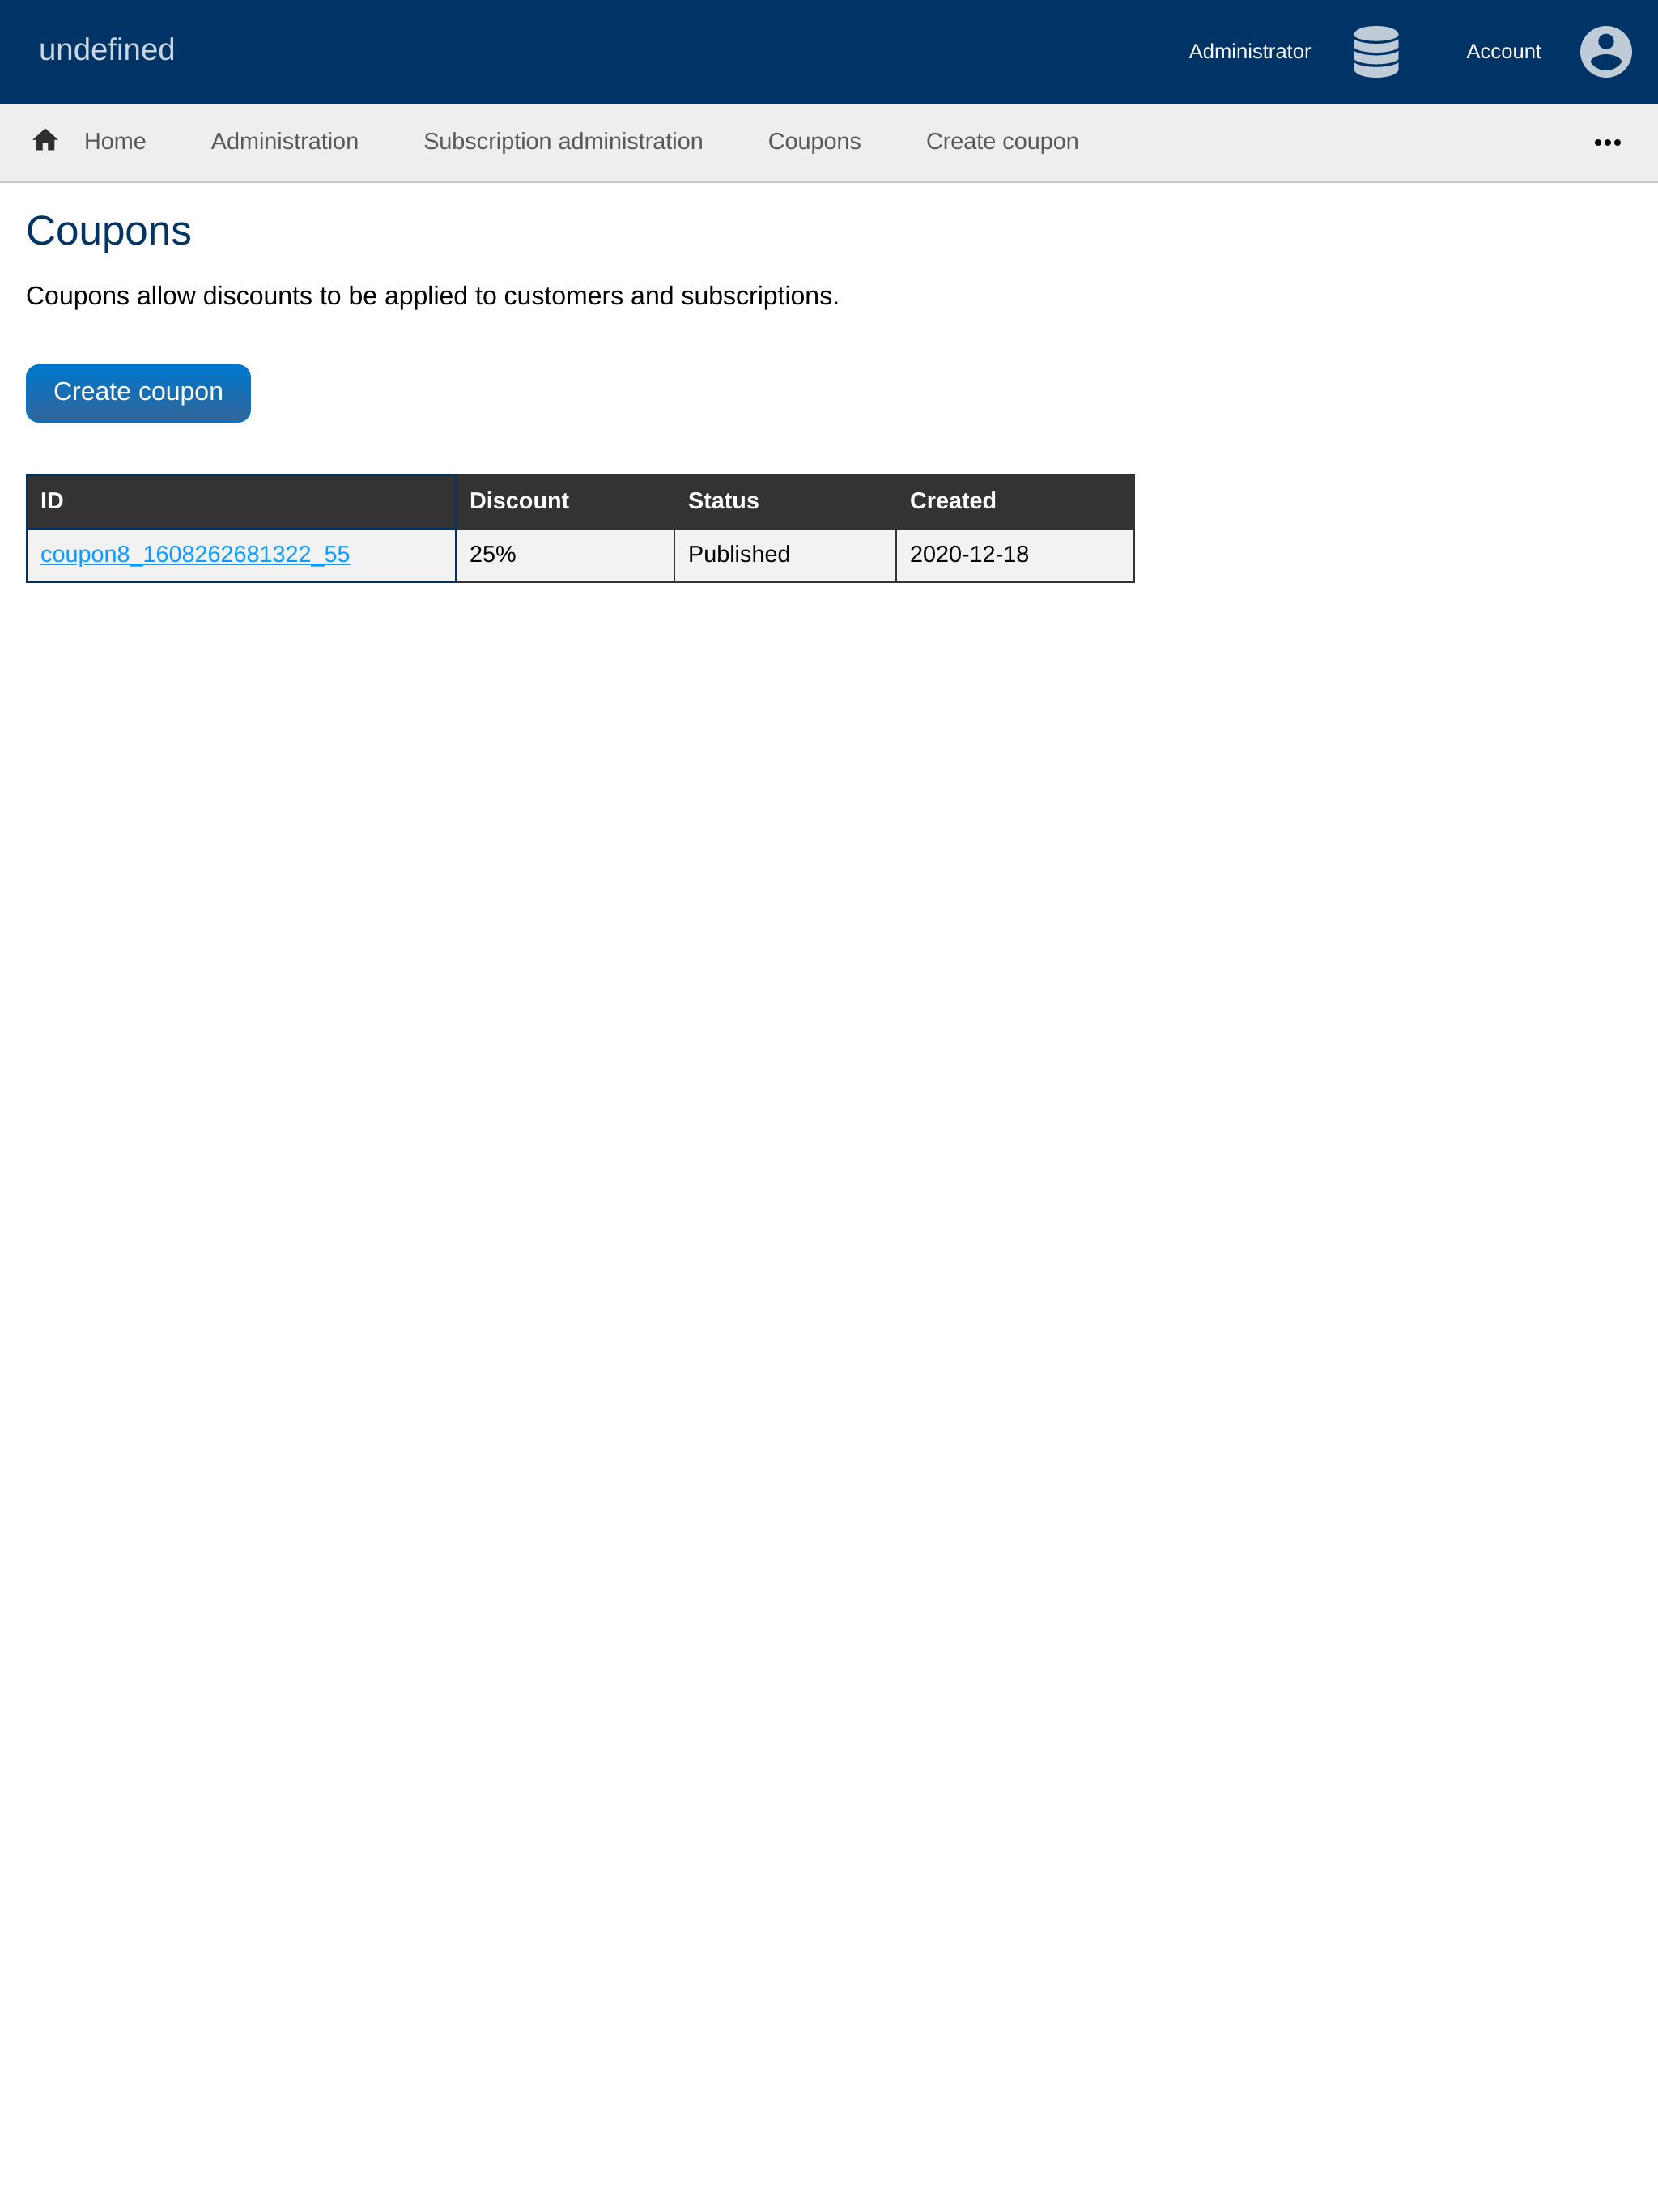 undefined
Administrator
Account
Home
Administration
Subscription administration
Coupons
Create coupon
Coupons
Coupons allow discounts to be applied to customers and subscriptions.
Create coupon
ID Discount Status Created
coupon8_1608262681322_55 25% Published 2020-12-18